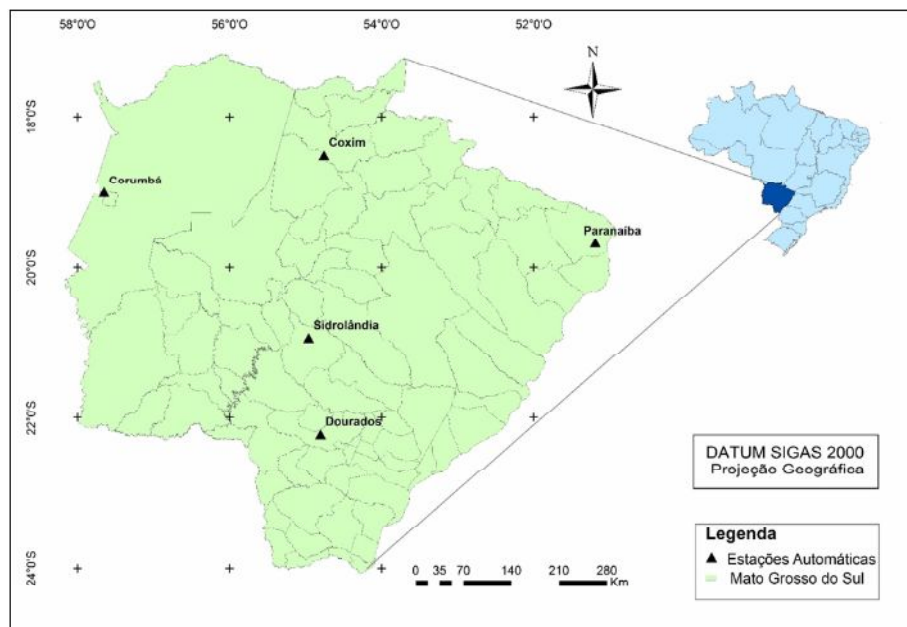 58°0'O 56°0'O 54°0'O 52°0'O
N
18°0'S
Coxim
Corumbá
Paranaíba
20°0'S
Sidrolândia
22°0'S
Dourados
DATUM SIGAS 2000
Projeção Geográfica
Legenda
Estações Automáticas
Mato Grosso do Sul
24°0'S
0 35 70 140 210 280
Km